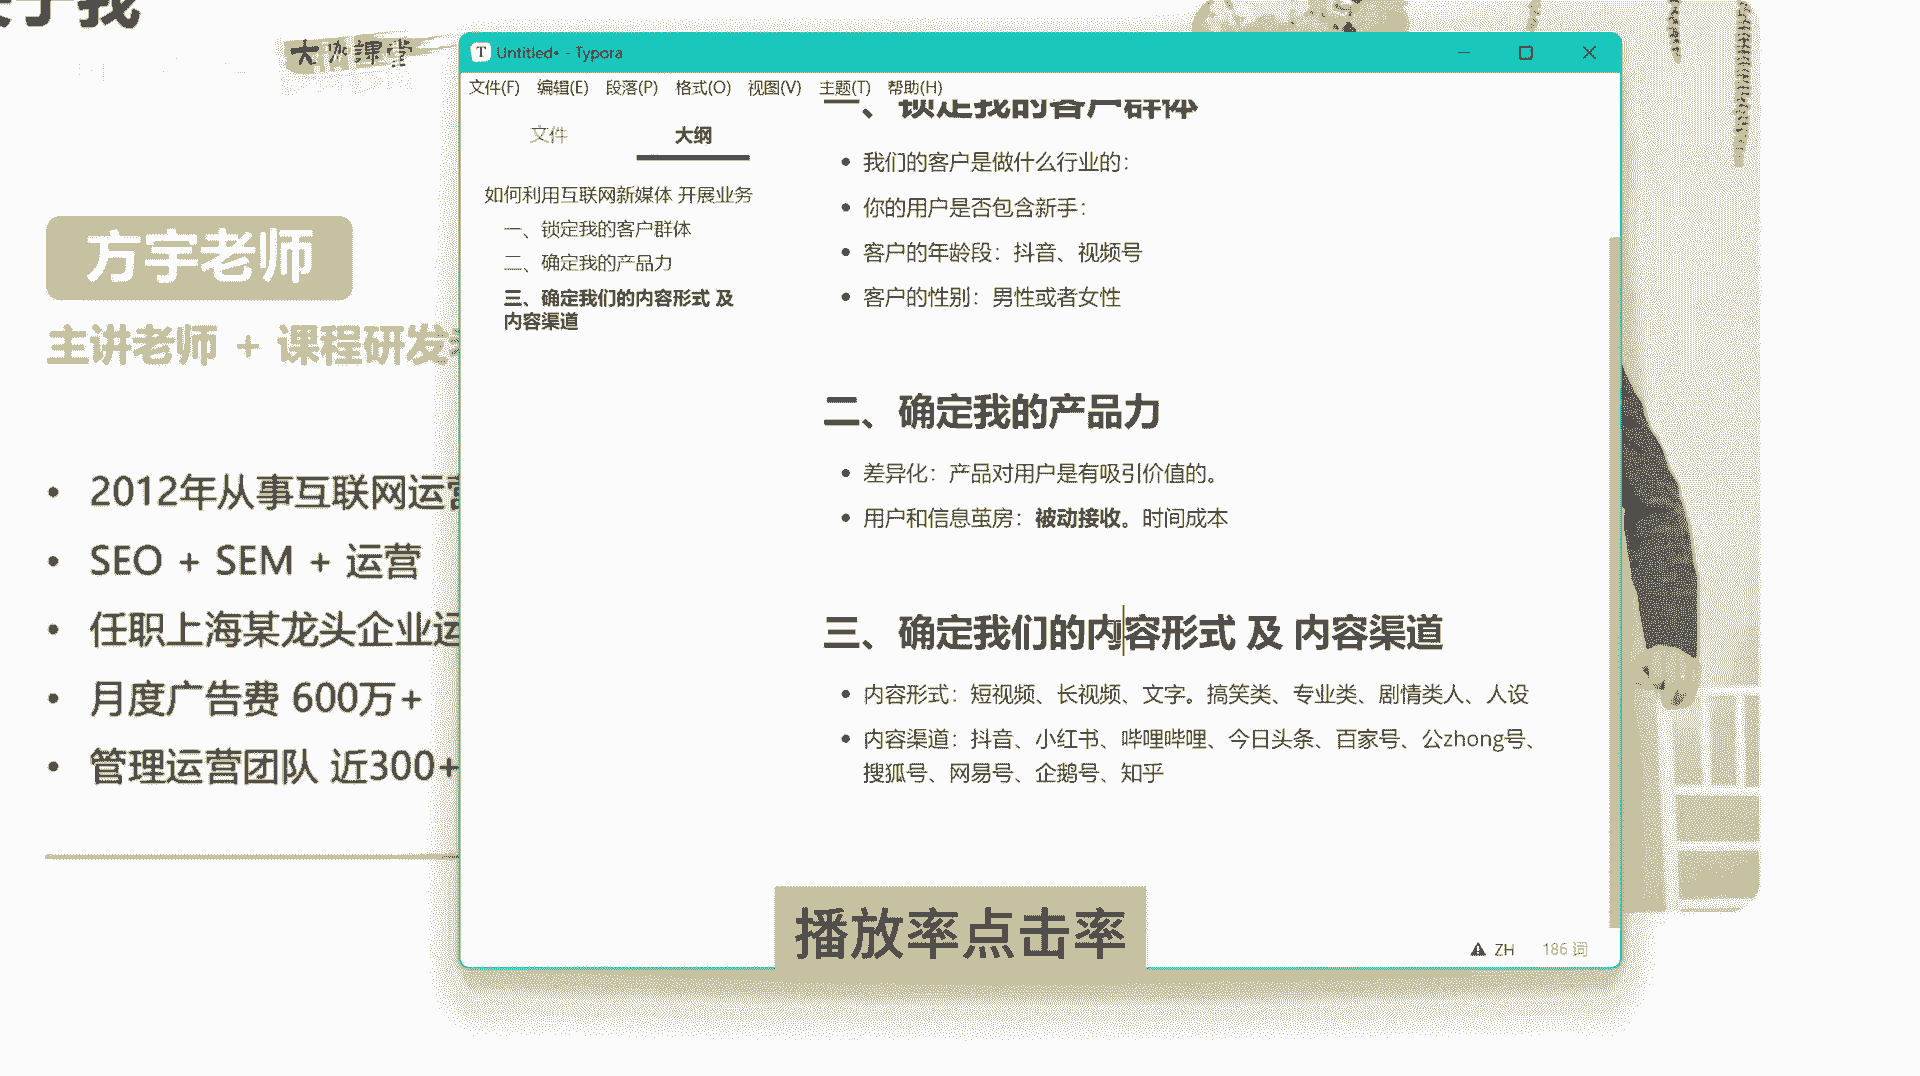 关于我
大咖課堂
方宇老师
主讲老师 + 课程研发
2012年从事互联网运营
SEO + SEM + 运营
任职上海某龙头企业运
月度广告费 600万+
管理运营团队 近300+
Untitled• - Typora
文件(F) 编辑(E) 段落(P) 格式(O) 视图(V) 主题(T) 帮助(H)
文件 大纲
如何利用互联网新媒体 开展业务
一、锁定我的客户群体
二、确定我的产品力
三、确定我们的内容形式 及
内容渠道
一、锁定我的客户群体
我们的客户是做什么行业的：
你的用户是否包含新手：
客户的年龄段：抖音、视频号
客户的性别：男性或者女性
二、确定我的产品力
差异化：产品对用户是有吸引价值的。
用户和信息茧房：被动接收。时间成本
三、确定我们的内容形式 及 内容渠道
内容形式：短视频、长视频、文字。搞笑类、专业类、剧情类人、人设
内容渠道：抖音、小红书、哔哩哔哩、今日头条、百家号、公zhong号、
搜狐号、网易号、企鹅号、知乎
播放率点击率
ZH 186 词